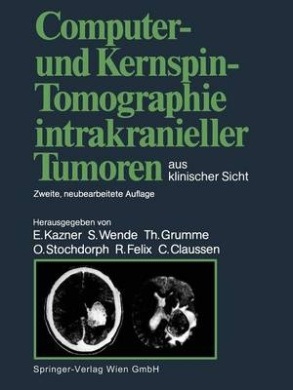 Computer-
und Kernspin-
Tomographie
intrakranieller
Tumoren aus
klinischer Sicht
Zweite, neubearbeitete Auflage
Herausgegeben von
E. Kazner S. Wende Th. Grumme
O. Stochdorph R. Felix C. Claussen
Springer-Verlag Wien GmbH